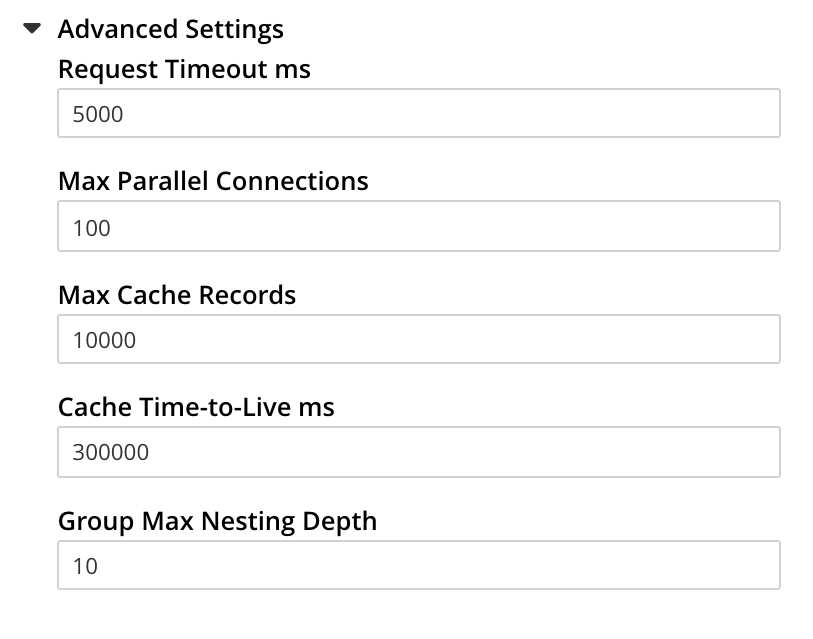 Advanced Settings
Request Timeout ms
5000
Max Parallel Connections
100
Max Cache Records
10000
Cache Time-to-Live ms
300000
Group Max Nesting Depth
10